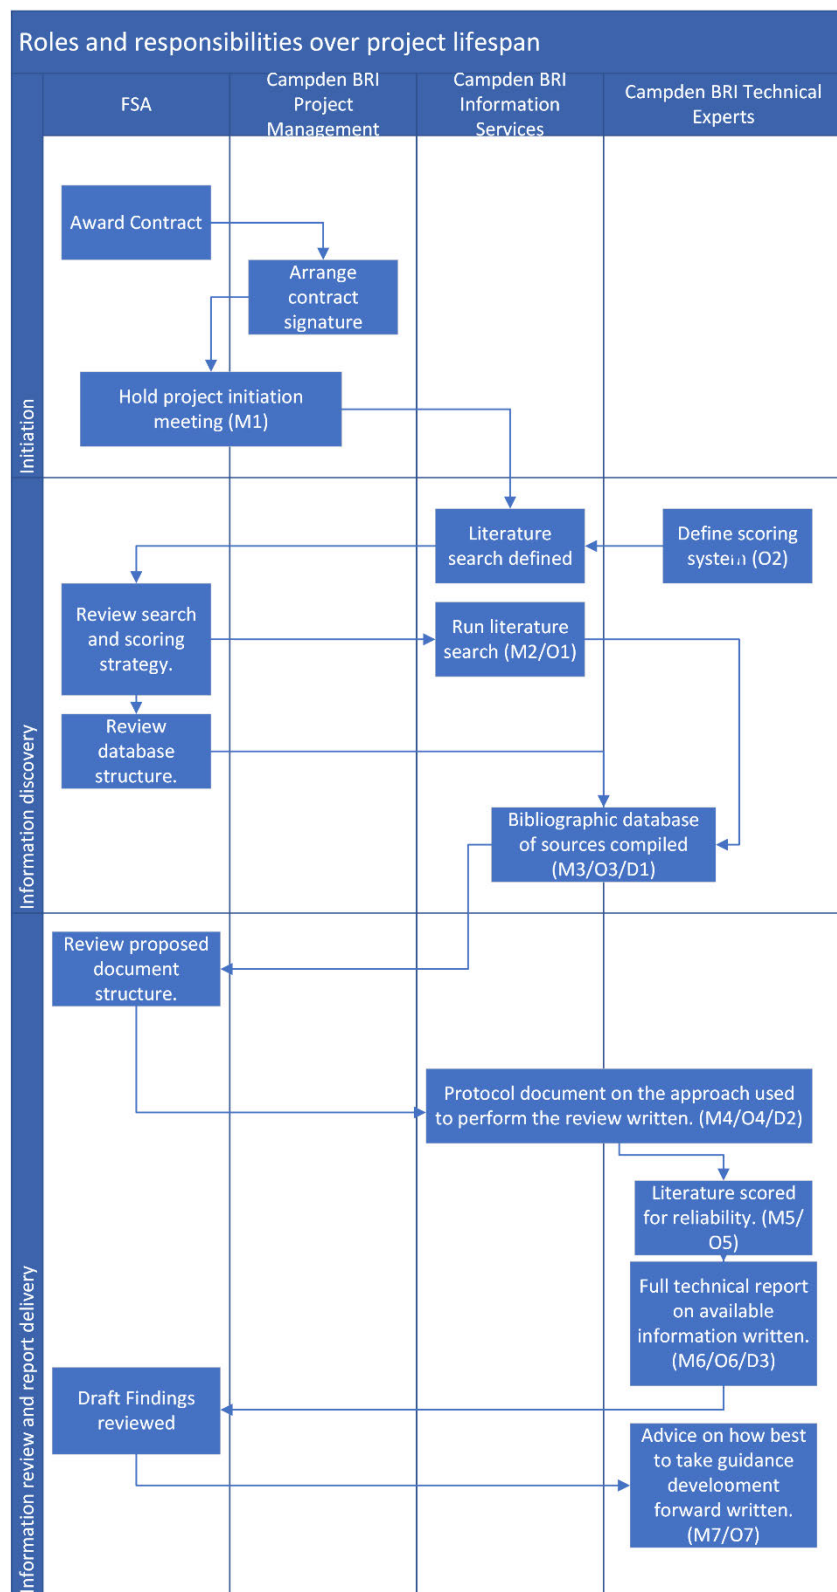 Roles and responsibilities over project lifespan
FSA
Campden BRI
Project
Management
Campden BRI
Information
Services
Campden BRI Technical
Experts
Initiation
Award Contract
Arrange
contract
signature
Hold project initiation
meeting (M1)
Information discovery
Literature
search defined
Define scoring
system (O2)
Review search
and scoring
strategy.
Run literature
search (M2/O1)
Review
database
structure.
Bibliographic database
of sources compiled
(M3/O3/D1)
Information review and report delivery
Review proposed
document
structure.
Protocol document on the approach used
to perform the review written. (M4/O4/D2)
Literature scored
for reliability. (M5/
O5)
Full technical report
on available
information written.
(M6/O6/D3)
Draft Findings
reviewed
Advice on how best
to take guidance
development
forward written.
(M7/O7)